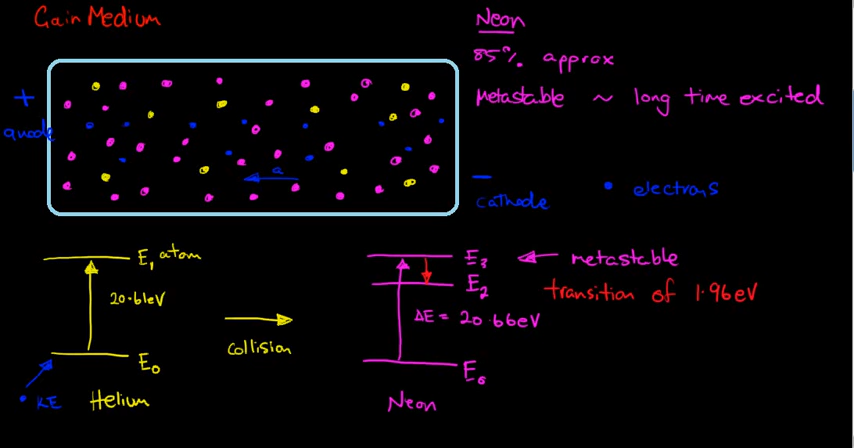 Gain Medium
Neon
85% approx
Metastable ~ long time excited
+
anode
a
–
cathode
• electrons
E₁ atom
20.61eV
E₀
KE
Helium
collision
E₃
metastable
E₂
transition of 1.96eV
ΔE = 20.66eV
E₀
Neon